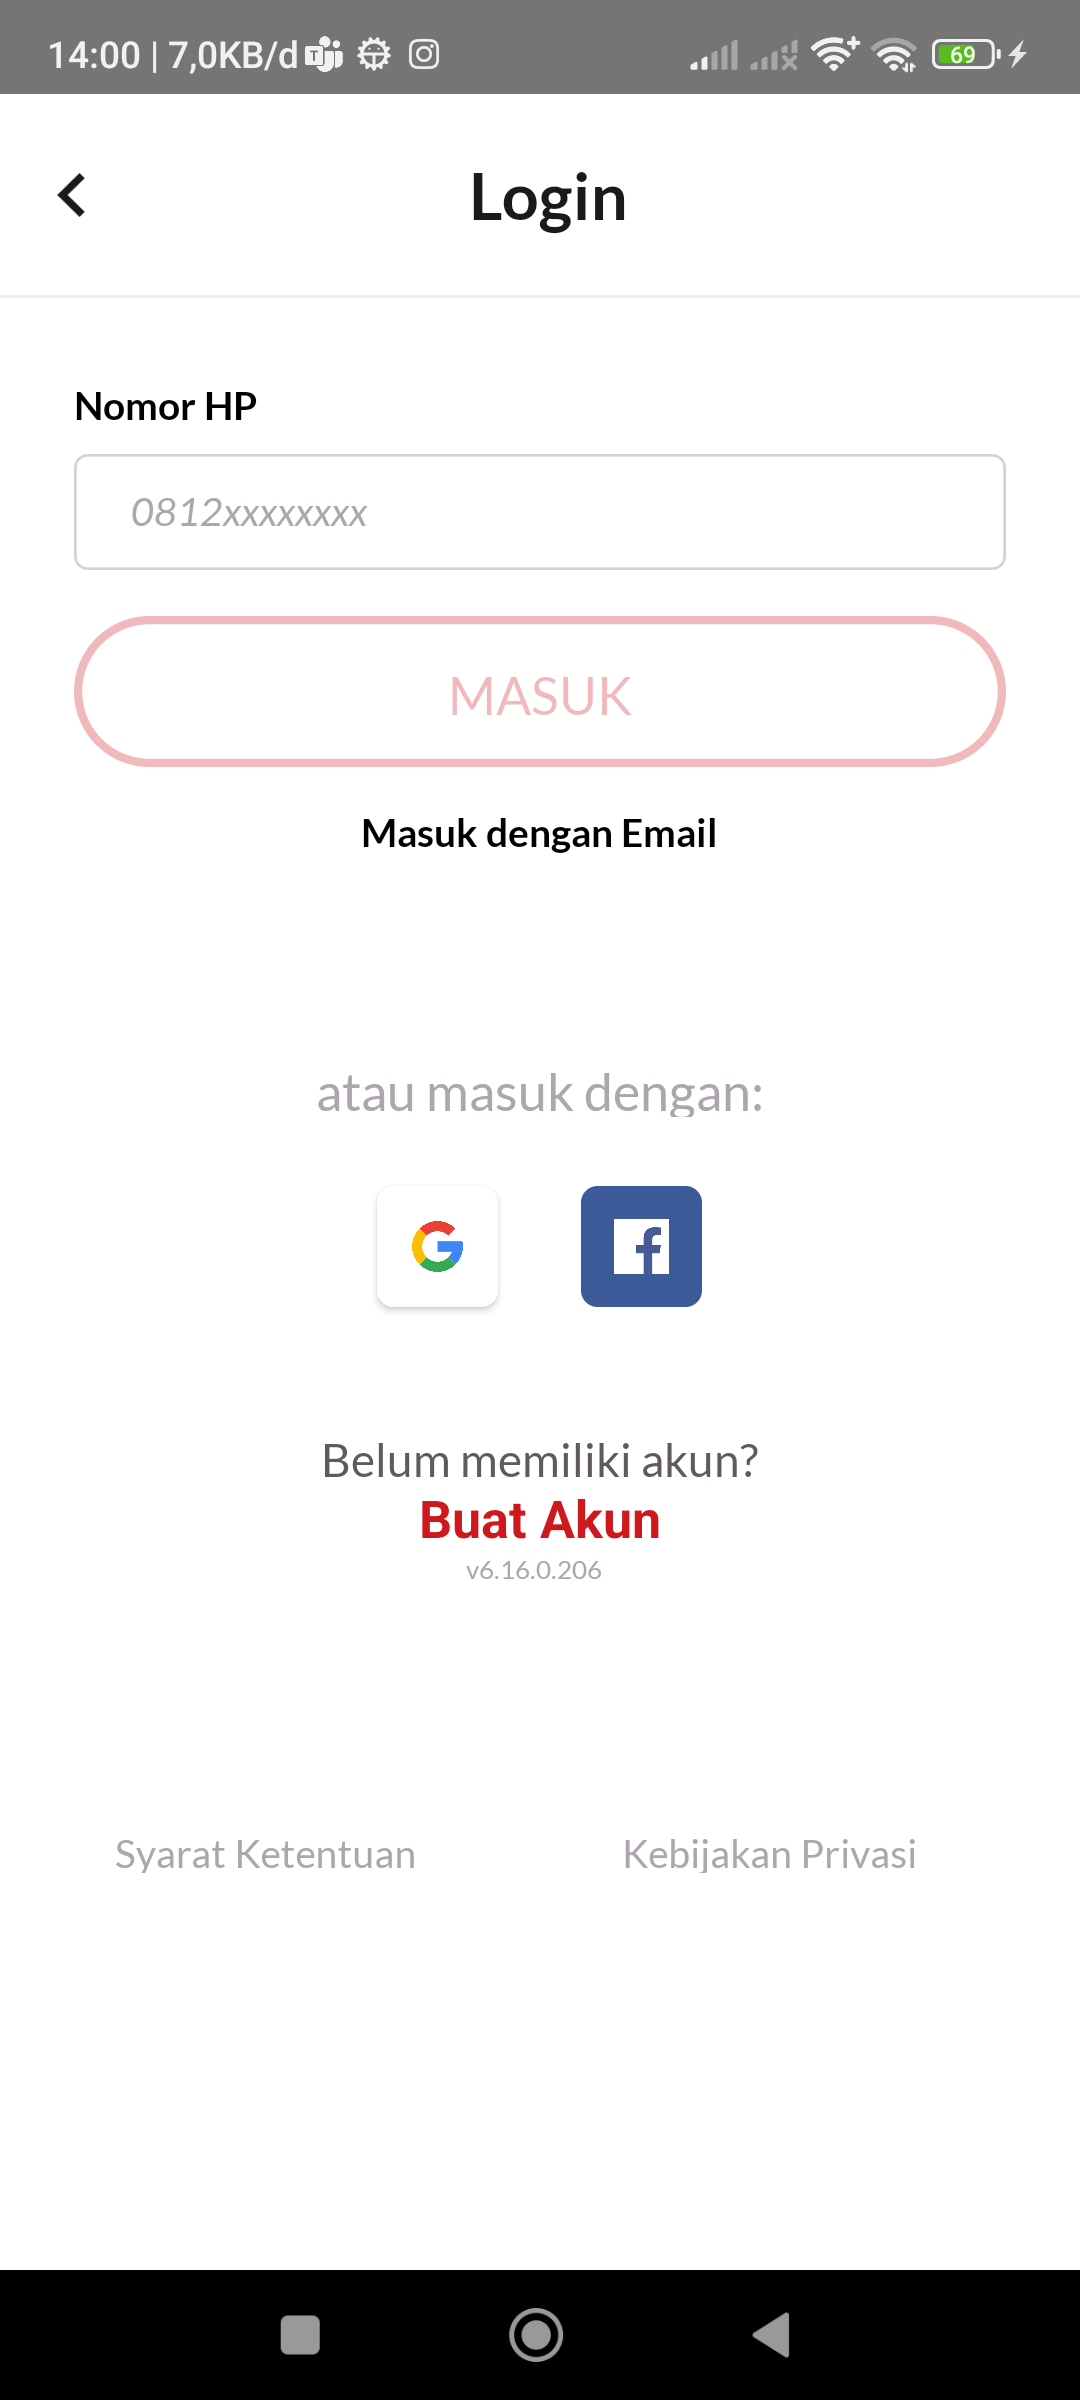 14:00 | 7,0KB/d
69
Login
Nomor HP
0812xxxxxxxx
MASUK
Masuk dengan Email
atau masuk dengan:
Belum memiliki akun?
Buat Akun
v6.16.0.206
Syarat Ketentuan
Kebijakan Privasi